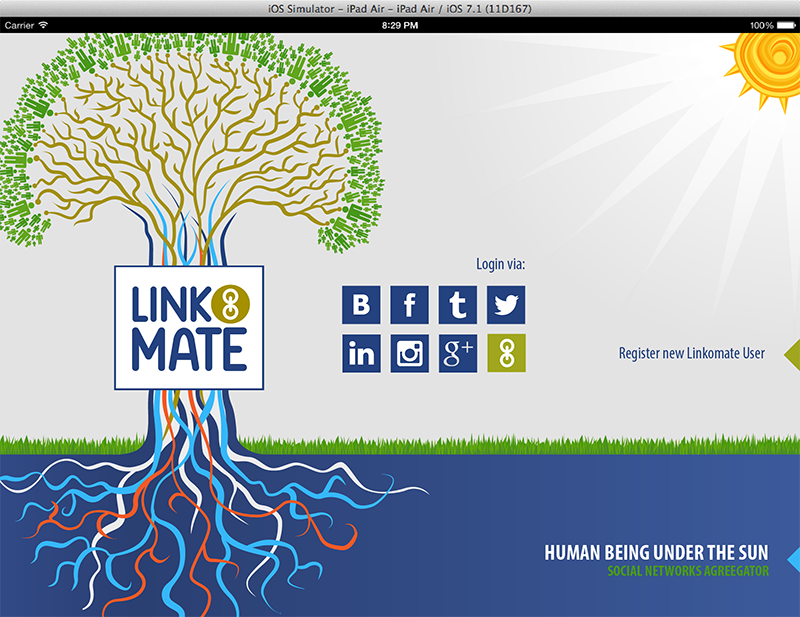 iOS Simulator – iPad Air – iPad Air / iOS 7.1 (11D167)
Carrier 8:29 PM 100%
LINK
MATE
Login via:
B f t
in g+
Register new Linkomate User
HUMAN BEING UNDER THE SUN
SOCIAL NETWORKS AGREEGATOR